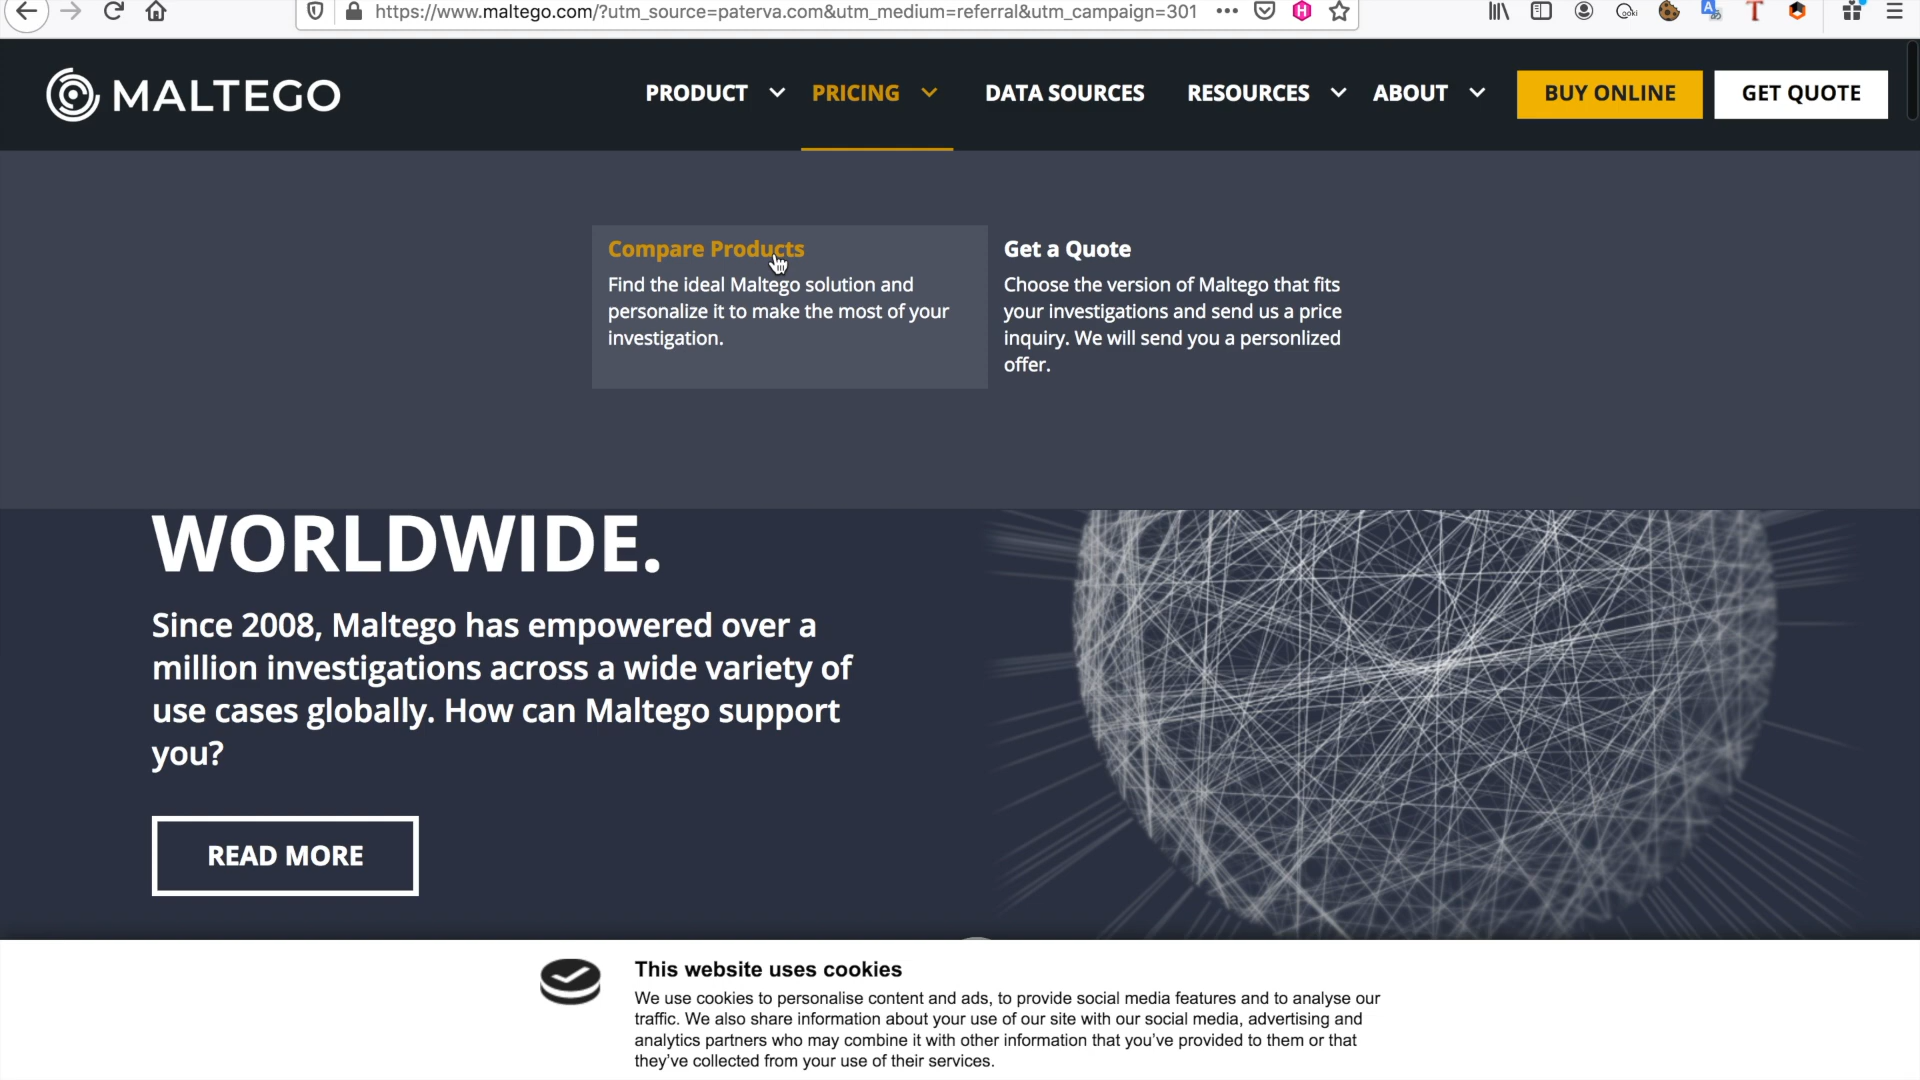 https://www.maltego.com/?utm_source=paterva.com&utm_medium=referral&utm_campaign=301
MALTEGO
PRODUCT PRICING DATA SOURCES RESOURCES ABOUT BUY ONLINE GET QUOTE
Compare Products
Find the ideal Maltego solution and
personalize it to make the most of your
investigation.
Get a Quote
Choose the version of Maltego that fits
your investigations and send us a price
inquiry. We will send you a personlized
offer.
WORLDWIDE.
Since 2008, Maltego has empowered over a
million investigations across a wide variety of
use cases globally. How can Maltego support
you?
READ MORE
This website uses cookies
We use cookies to personalise content and ads, to provide social media features and to analyse our
traffic. We also share information about your use of our site with our social media, advertising and
analytics partners who may combine it with other information that you’ve provided to them or that
they’ve collected from your use of their services.